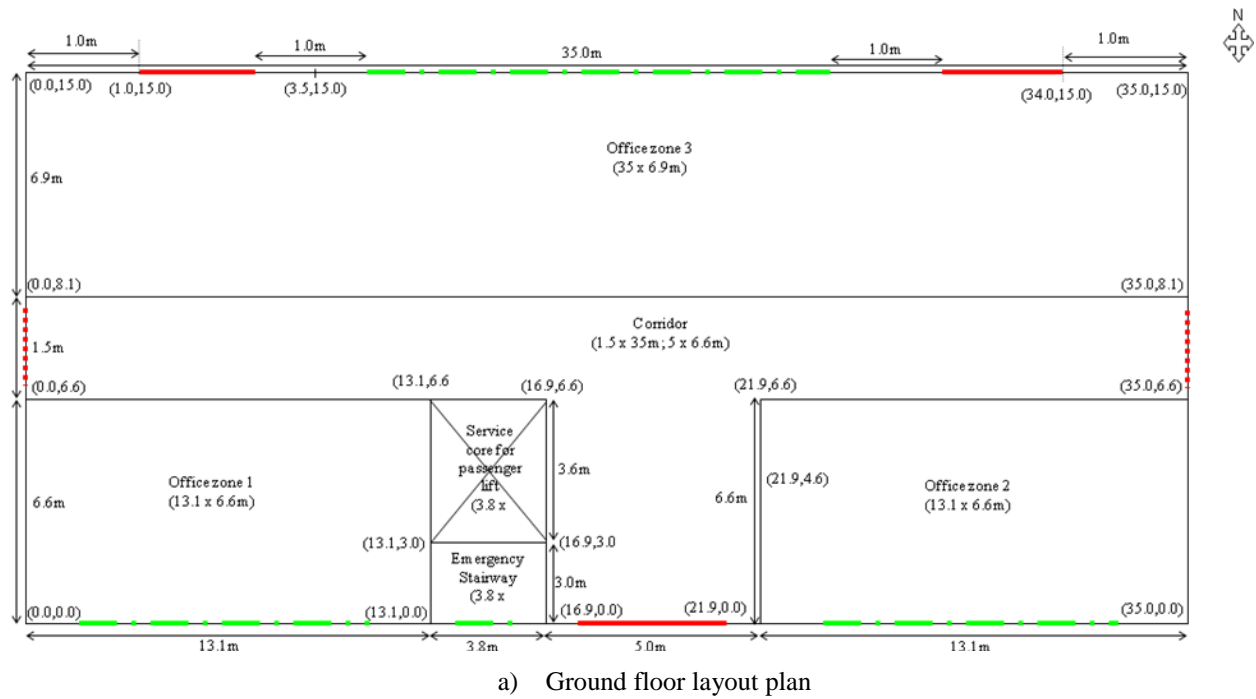 N
1.0m
1.0m
35.0m
1.0m
1.0m
(0.0,15.0)
(1.0,15.0)
(3.5,15.0)
(34.0,15.0)
(35.0,15.0)
Office zone 3
(35 x 6.9m)
6.9m
(0.0,8.1)
(35.0,8.1)
Corridor
(1.5 x 35m; 5 x 6.6m)
1.5m
(0.0,6.6)
(13.1,6.6
(16.9,6.6)
(21.9,6.6)
(35.0,6.6)
Service
core for
passenger
lift
(3.8 x
3.6m
Office zone 1
(13.1 x 6.6m)
6.6m
6.6m
(21.9,4.6)
Office zone 2
(13.1 x 6.6m)
(13.1,3.0)
(16.9,3.0
Emergency
Stairway
(3.8 x
3.0m
(0.0,0.0)
(13.1,0.0)
(16.9,0.0)
(21.9,0.0)
(35.0,0.0)
13.1m
3.8m
5.0m
13.1m
a) Ground floor layout plan